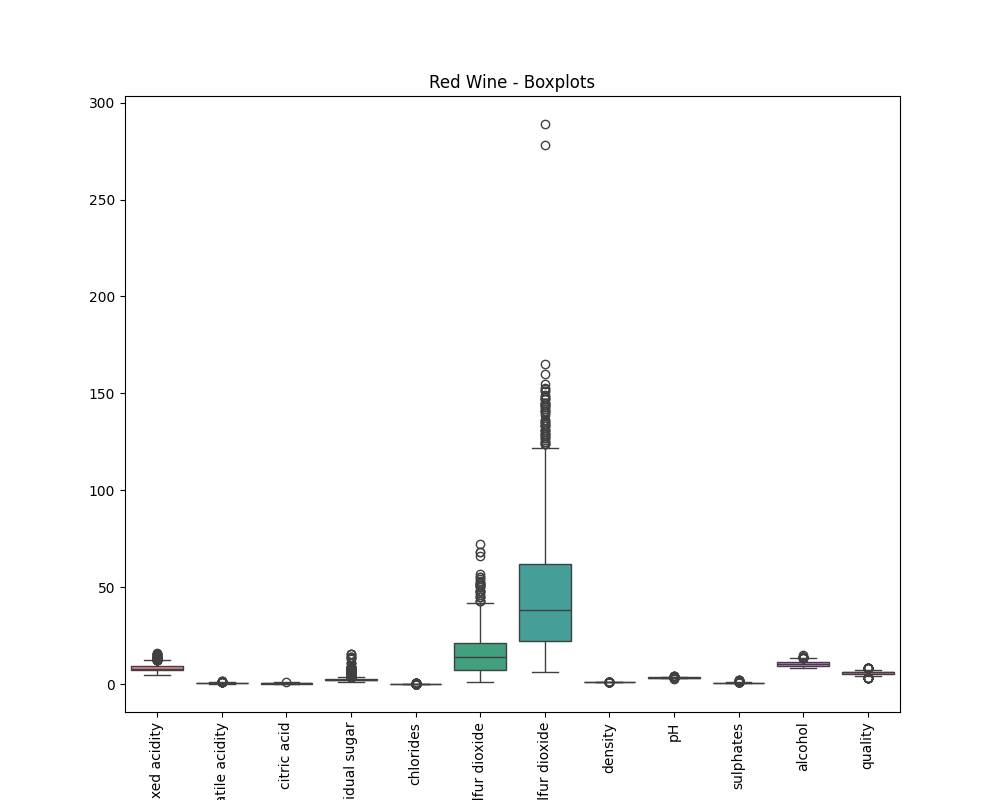 Red Wine - Boxplots
300
250
200
150
100
50
0
xed acidity
atile acidity
citric acid
idual sugar
chlorides
lfur dioxide
lfur dioxide
density
pH
sulphates
alcohol
quality